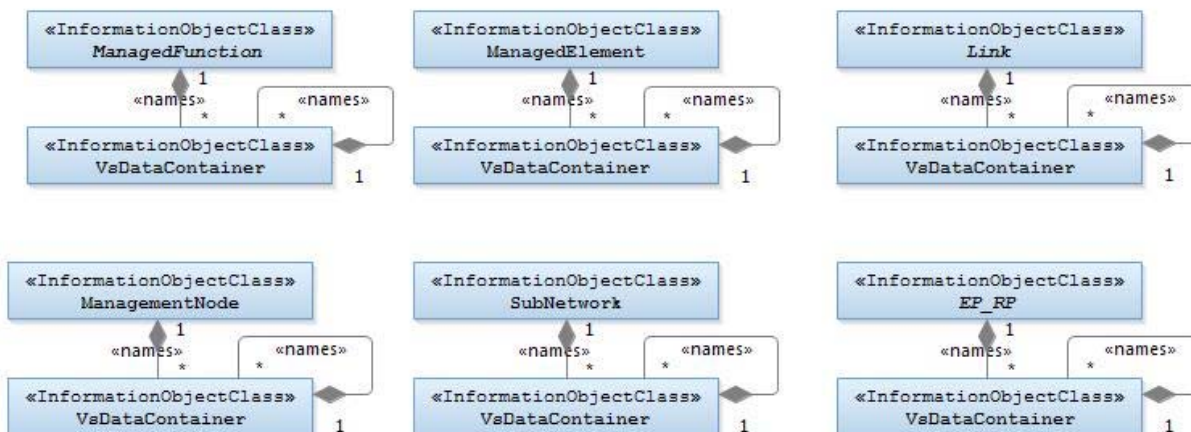 «InformationObjectClass»
ManagedFunction
1
«names»
*
*
«names»
«InformationObjectClass»
VsDataContainer
1
«InformationObjectClass»
ManagedElement
1
«names»
*
*
«names»
«InformationObjectClass»
VsDataContainer
1
«InformationObjectClass»
Link
1
«names»
*
*
«names»
«InformationObjectClass»
VsDataContainer
1
«InformationObjectClass»
ManagementNode
1
«names»
*
*
«names»
«InformationObjectClass»
VsDataContainer
1
«InformationObjectClass»
SubNetwork
1
«names»
*
*
«names»
«InformationObjectClass»
VsDataContainer
1
«InformationObjectClass»
EP_RP
1
«names»
*
*
«names»
«InformationObjectClass»
VsDataContainer
1